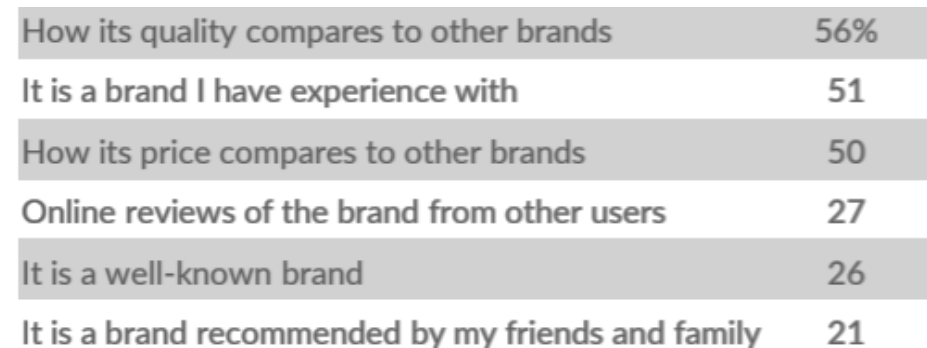 How its quality compares to other brands 56%
It is a brand I have experience with 51
How its price compares to other brands 50
Online reviews of the brand from other users 27
It is a well-known brand 26
It is a brand recommended by my friends and family 21